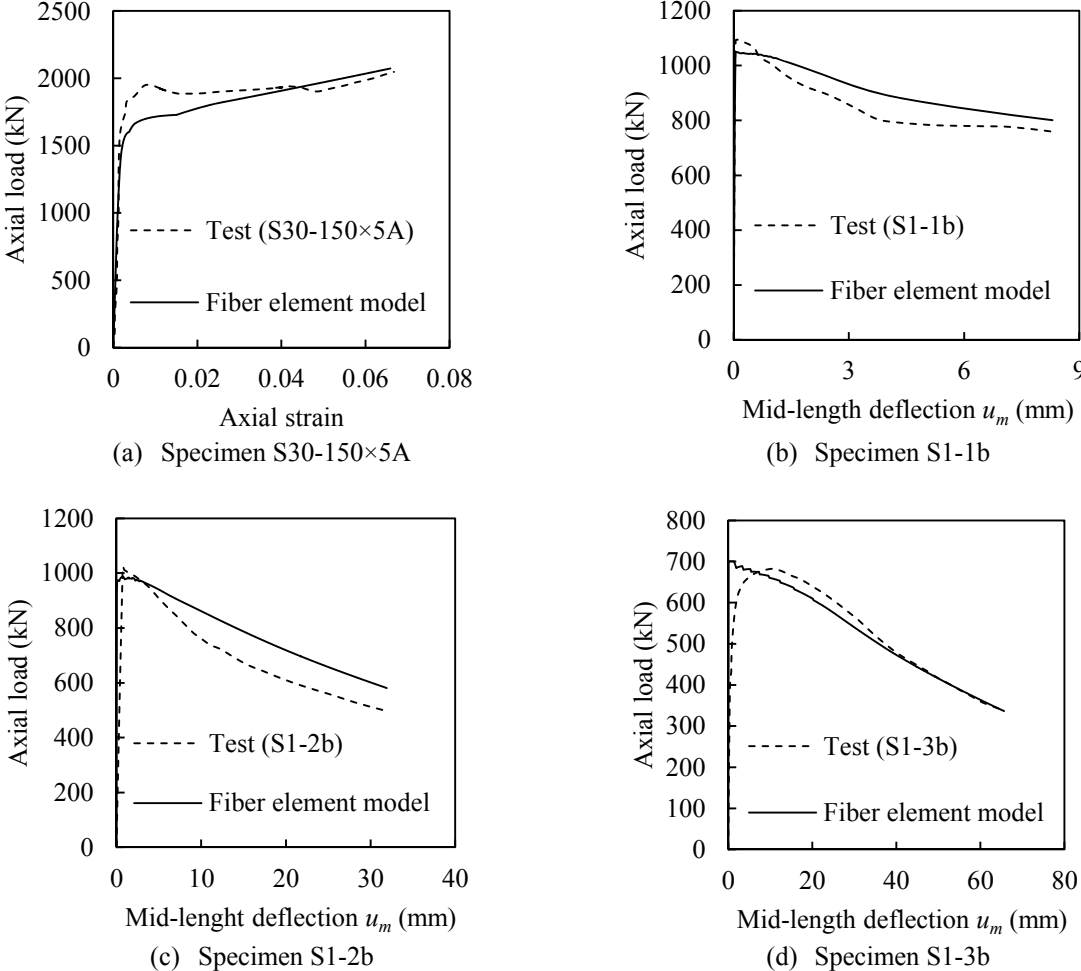 Axial load (kN)
2500
2000
1500
1000
500
0
Test (S30-150×5A)
Fiber element model
0 0.02 0.04 0.06 0.08
Axial strain
(a) Specimen S30-150×5A
Axial load (kN)
1200
1000
800
600
400
200
0
Test (S1-1b)
Fiber element model
0 3 6 9
Mid-length deflection um (mm)
(b) Specimen S1-1b
Axial load (kN)
1200
1000
800
600
400
200
0
Test (S1-2b)
Fiber element model
0 10 20 30 40
Mid-lenght deflection um (mm)
(c) Specimen S1-2b
Axial load (kN)
800
700
600
500
400
300
200
100
0
Test (S1-3b)
Fiber element model
0 20 40 60 80
Mid-length deflection um (mm)
(d) Specimen S1-3b